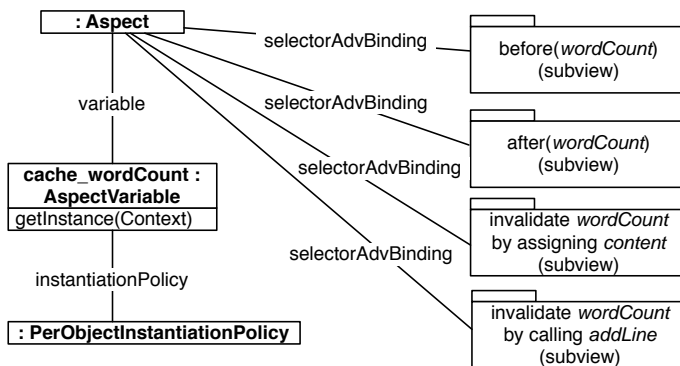 : Aspect
selectorAdvBinding
before(wordCount)
(subview)
variable
selectorAdvBinding
after(wordCount)
(subview)
cache_wordCount :
AspectVariable
getInstance(Context)
selectorAdvBinding
invalidate wordCount
by assigning content
(subview)
selectorAdvBinding
instantiationPolicy
: PerObjectInstantiationPolicy
invalidate wordCount
by calling addLine
(subview)